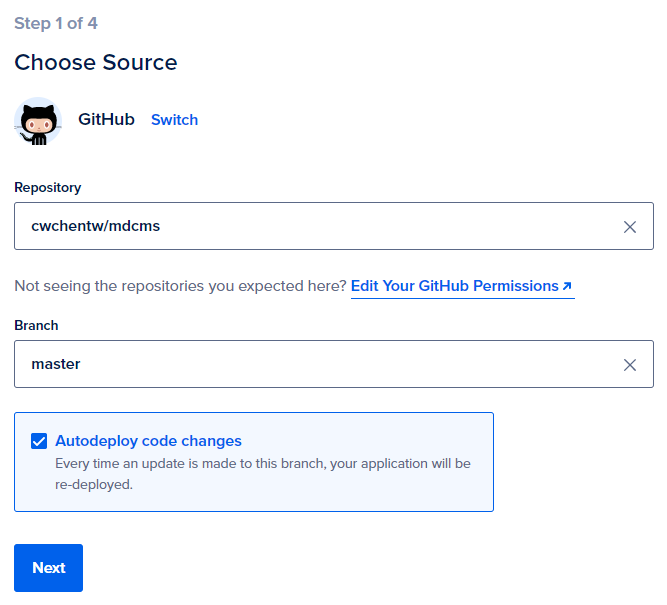 Step 1 of 4
Choose Source
GitHub Switch
Repository
cwchentw/mdcms
Not seeing the repositories you expected here? Edit Your GitHub Permissions
Branch
master
Autodeploy code changes
Every time an update is made to this branch, your application will be
re-deployed.
Next